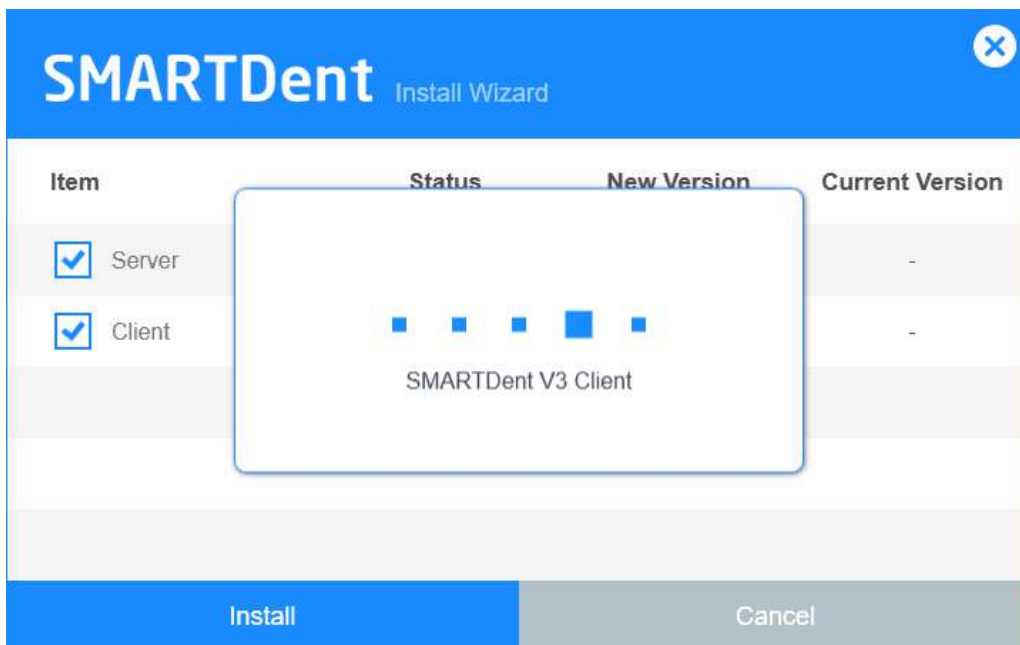 SMARTDent Install Wizard
Item Status New Version Current Version
Server -
Client -
SMARTDent V3 Client
Install Cancel